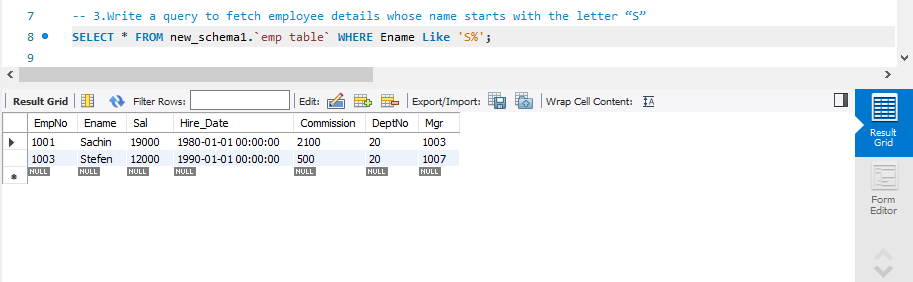 7 -- 3.Write a query to fetch employee details whose name starts with the letter “S”
8 SELECT * FROM new_schema1.`emp table` WHERE Ename Like 'S%';
9
Result Grid Filter Rows: Edit: Export/Import: Wrap Cell Content:
EmpNo Ename Sal Hire_Date Commission DeptNo Mgr
1001 Sachin 19000 1980-01-01 00:00:00 2100 20 1003
1003 Stefen 12000 1990-01-01 00:00:00 500 20 1007
NULL NULL NULL NULL NULL NULL NULL
Result
Grid
Form
Editor